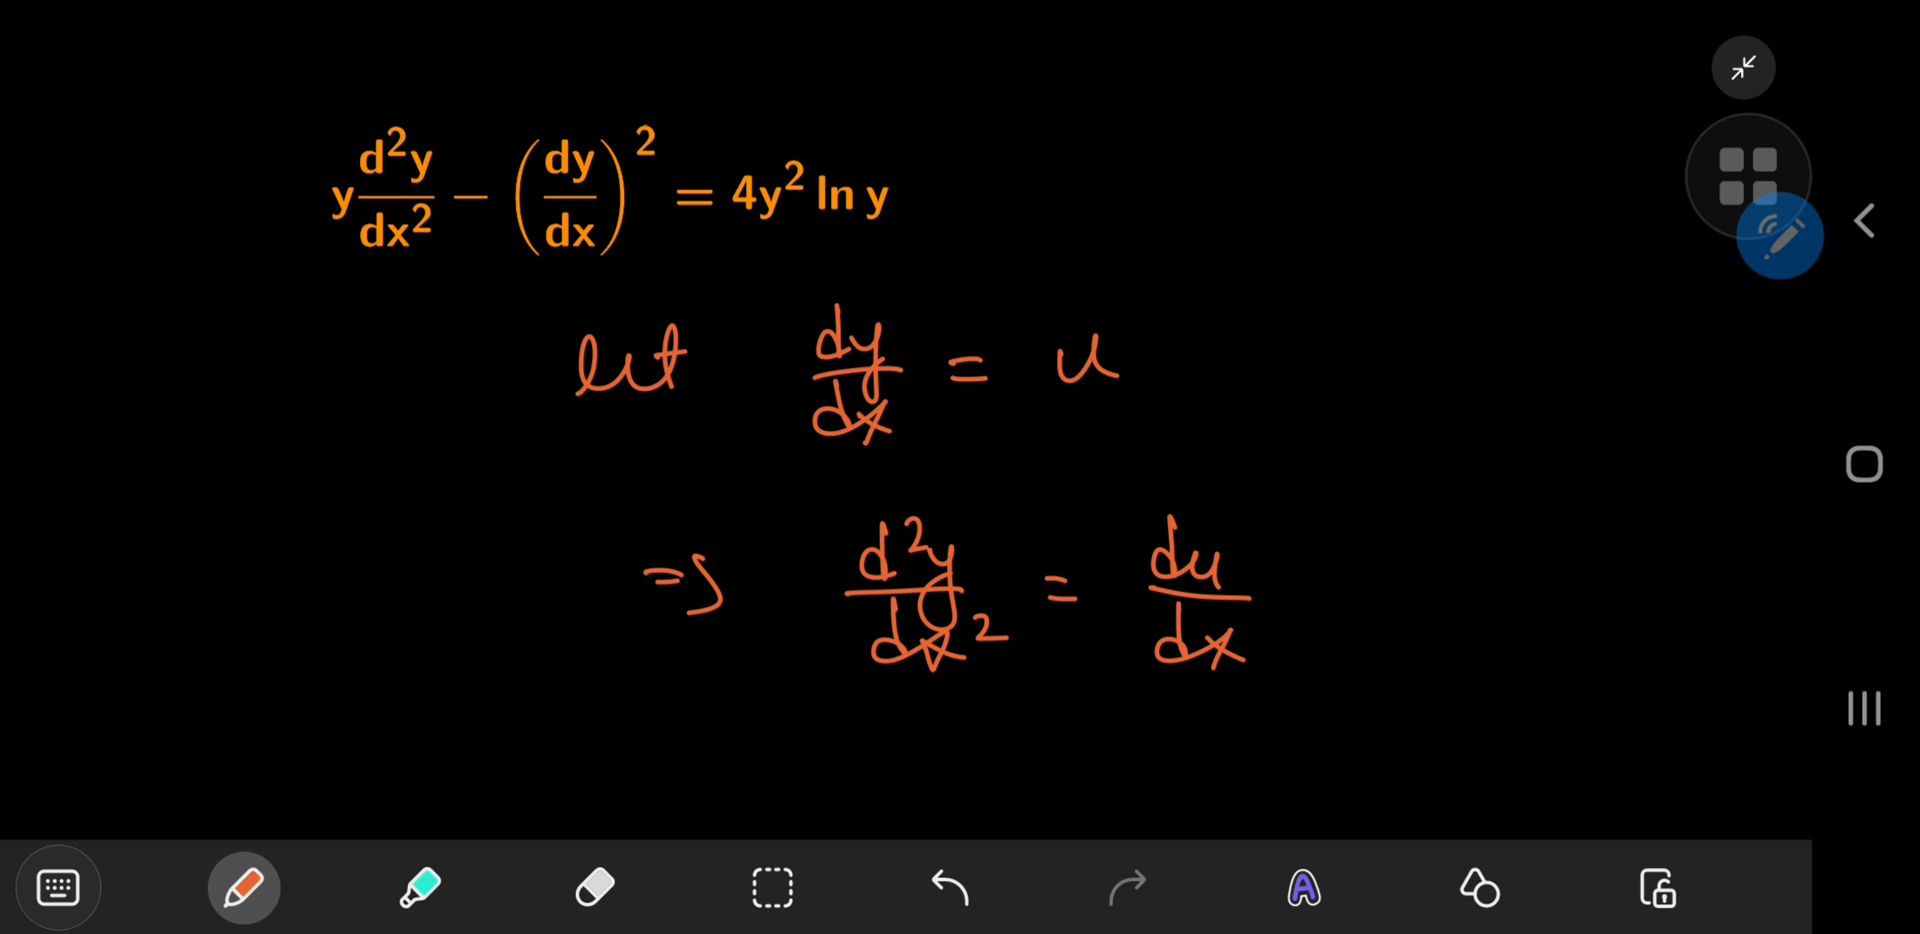 y d²y/dx² − (dy/dx)² = 4y² ln y
let dy/dx = u
⇒ d²y/dx² = du/dx
A